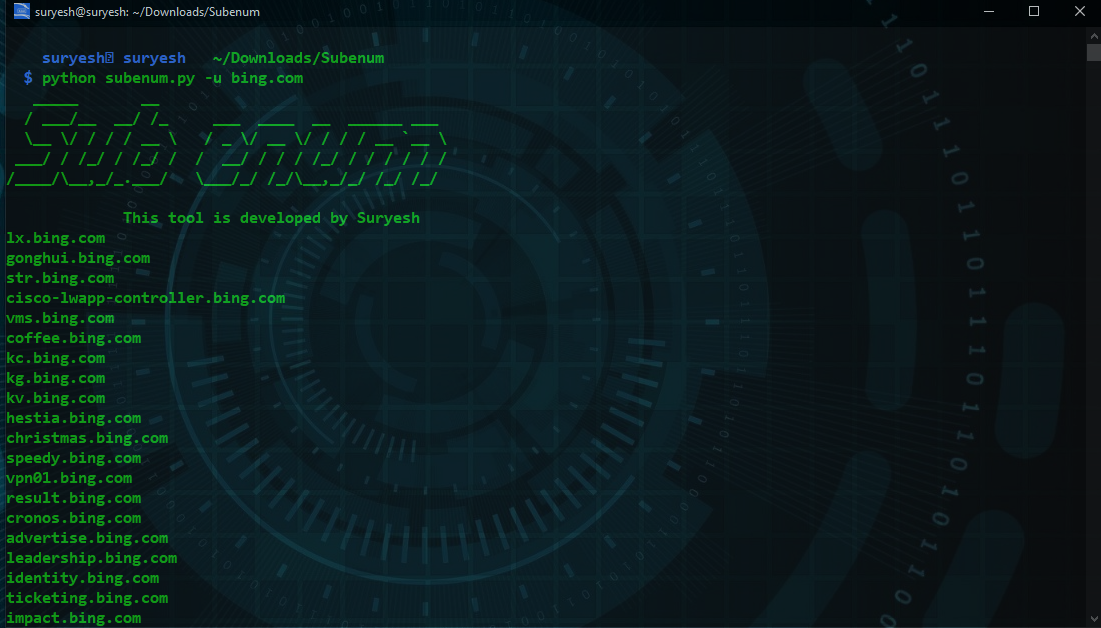 suryesh@suryesh: ~/Downloads/Subenum
suryesh suryesh ~/Downloads/Subenum
$ python subenum.py -u bing.com
Sub enum
This tool is developed by Suryesh
lx.bing.com
gonghui.bing.com
str.bing.com
cisco-lwapp-controller.bing.com
vms.bing.com
coffee.bing.com
kc.bing.com
kg.bing.com
kv.bing.com
hestia.bing.com
christmas.bing.com
speedy.bing.com
vpn01.bing.com
result.bing.com
cronos.bing.com
advertise.bing.com
leadership.bing.com
identity.bing.com
ticketing.bing.com
impact.bing.com